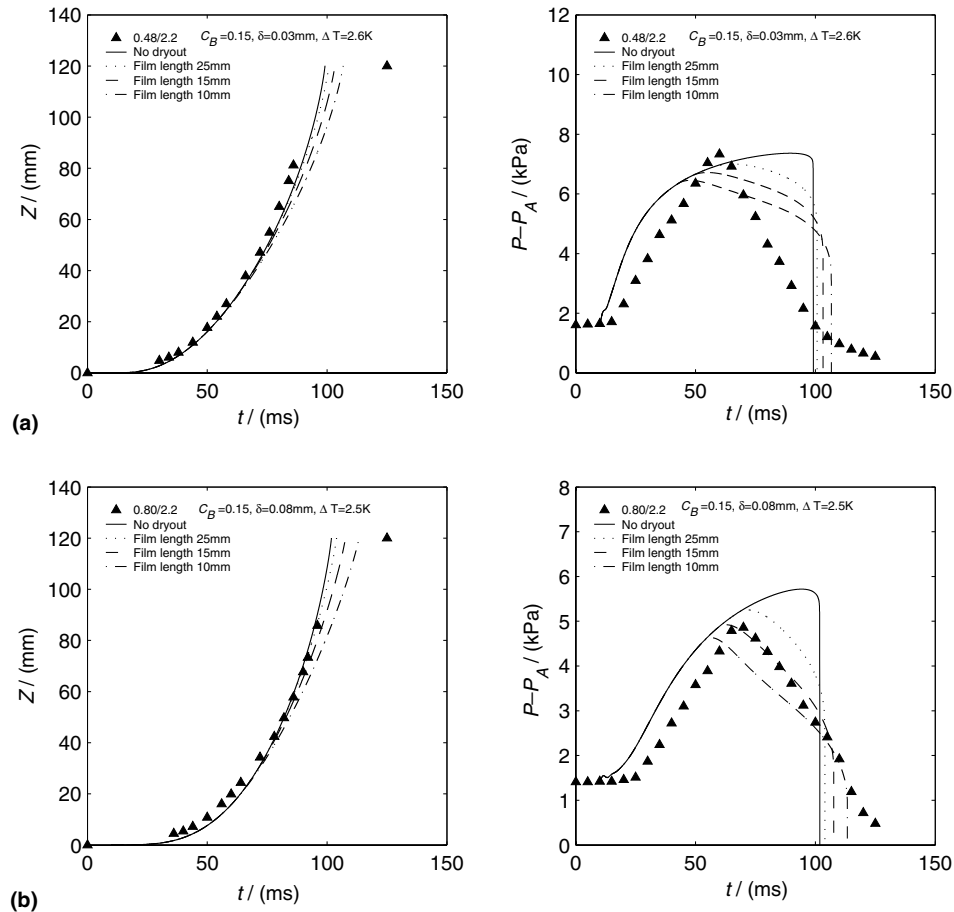 140
120
100
80
60
40
20
0
Z / (mm)
0 50 100 150
t / (ms)
0.48/2.2 C_B=0.15, δ=0.03mm, Δ T=2.6K
No dryout
Film length 25mm
Film length 15mm
Film length 10mm
(a)
12
10
8
6
4
2
0
P–P_A / (kPa)
0 50 100 150
t / (ms)
0.48/2.2 C_B=0.15, δ=0.03mm, Δ T=2.6K
No dryout
Film length 25mm
Film length 15mm
Film length 10mm
140
120
100
80
60
40
20
0
Z / (mm)
0 50 100 150
t / (ms)
0.80/2.2 C_B=0.15, δ=0.08mm, Δ T=2.5K
No dryout
Film length 25mm
Film length 15mm
Film length 10mm
(b)
8
7
6
5
4
3
2
1
0
P–P_A / (kPa)
0 50 100 150
t / (ms)
0.80/2.2 C_B=0.15, δ=0.08mm, Δ T=2.5K
No dryout
Film length 25mm
Film length 15mm
Film length 10mm